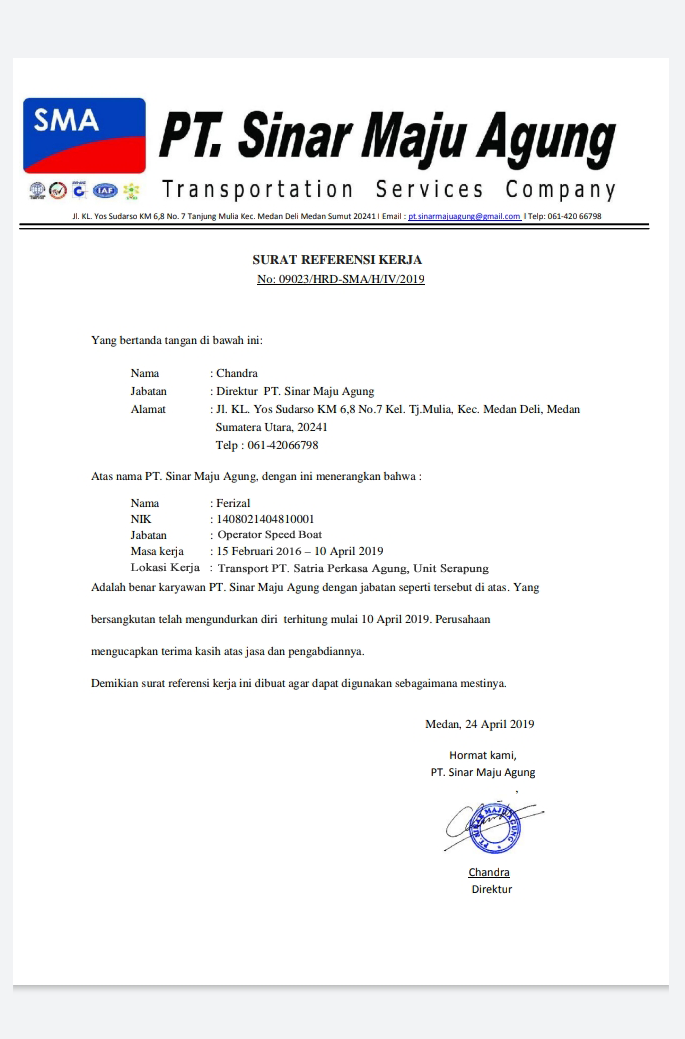 SMA
PT. Sinar Maju Agung
IAF
Transportation Services Company
Jl. KL. Yos Sudarso KM 6,8 No. 7 Tanjung Mulia Kec. Medan Deli Medan Sumut 20241 I Email : pt.sinarmajuagung@gmail.com l Telp: 061-420 66798
SURAT REFERENSI KERJA
No: 09023/HRD-SMA/H/IV/2019
Yang bertanda tangan di bawah ini:
Nama : Chandra
Jabatan : Direktur PT. Sinar Maju Agung
Alamat : Jl. KL. Yos Sudarso KM 6,8 No.7 Kel. Tj.Mulia, Kec. Medan Deli, Medan
Sumatera Utara, 20241
Telp : 061-42066798
Atas nama PT. Sinar Maju Agung, dengan ini menerangkan bahwa :
Nama : Ferizal
NIK : 1408021404810001
Jabatan : Operator Speed Boat
Masa kerja : 15 Februari 2016 – 10 April 2019
Lokasi Kerja : Transport PT. Satria Perkasa Agung, Unit Serapung
Adalah benar karyawan PT. Sinar Maju Agung dengan jabatan seperti tersebut di atas. Yang
bersangkutan telah mengundurkan diri terhitung mulai 10 April 2019. Perusahaan
mengucapkan terima kasih atas jasa dan pengabdiannya.
Demikian surat referensi kerja ini dibuat agar dapat digunakan sebagaimana mestinya.
Medan, 24 April 2019
Hormat kami,
PT. Sinar Maju Agung
,
PT. SINAR MAJU AGUNG
Chandra
Direktur